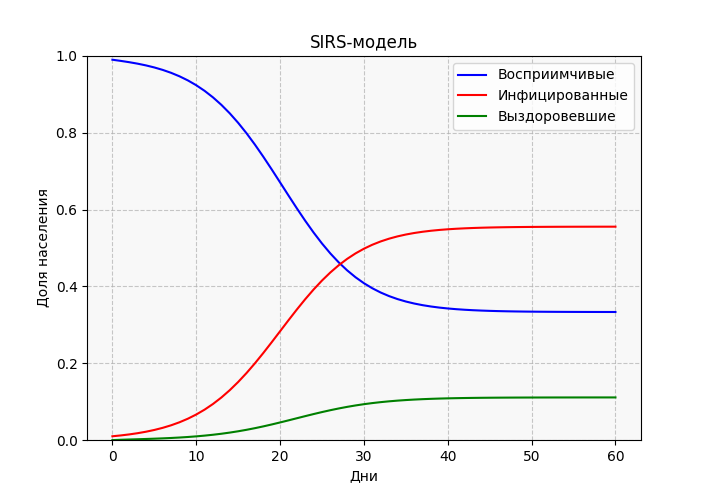 SIRS-модель
Восприимчивые
Инфицированные
Выздоровевшие
Доля населения
1.0
0.8
0.6
0.4
0.2
0.0
0 10 20 30 40 50 60
Дни